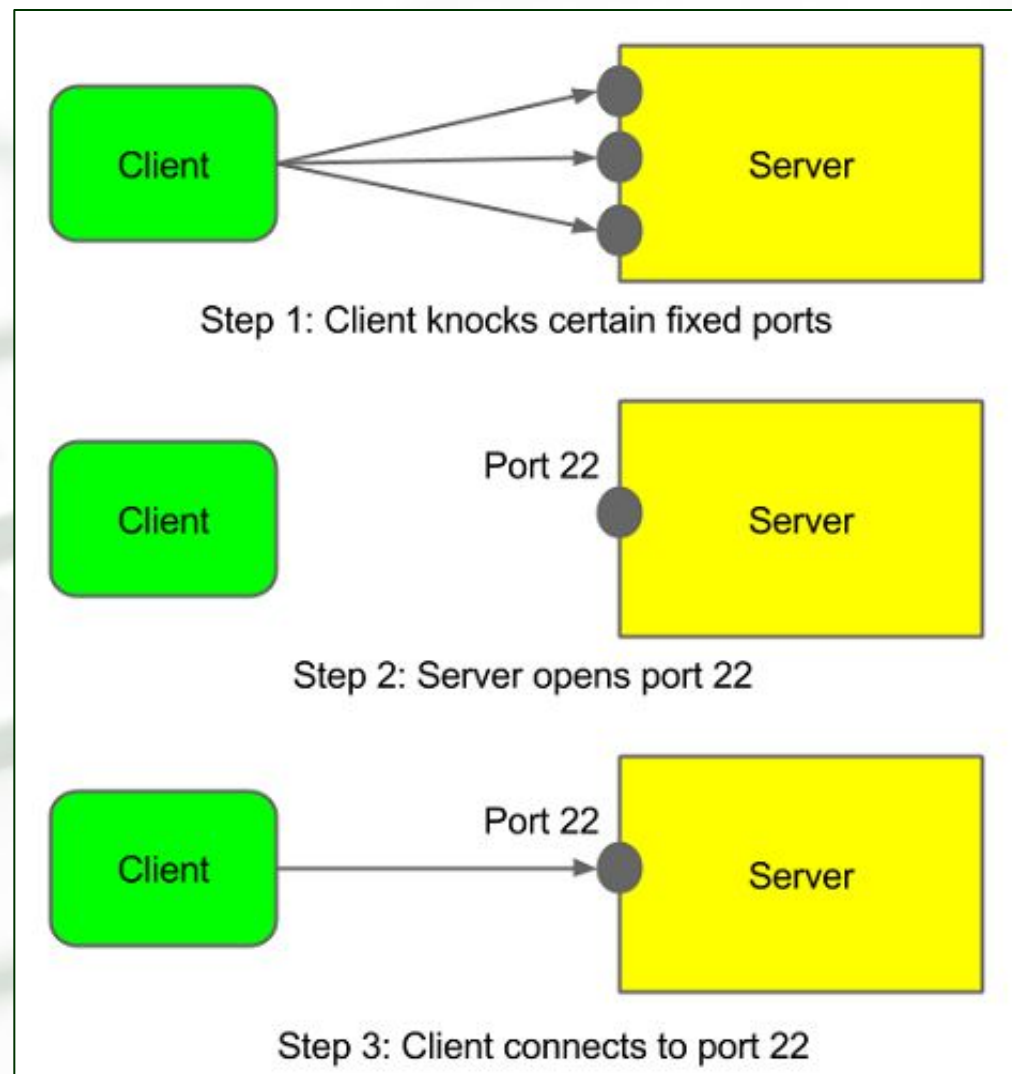 Client
Server
Step 1: Client knocks certain fixed ports
Port 22
Client
Server
Step 2: Server opens port 22
Port 22
Client
Server
Step 3: Client connects to port 22